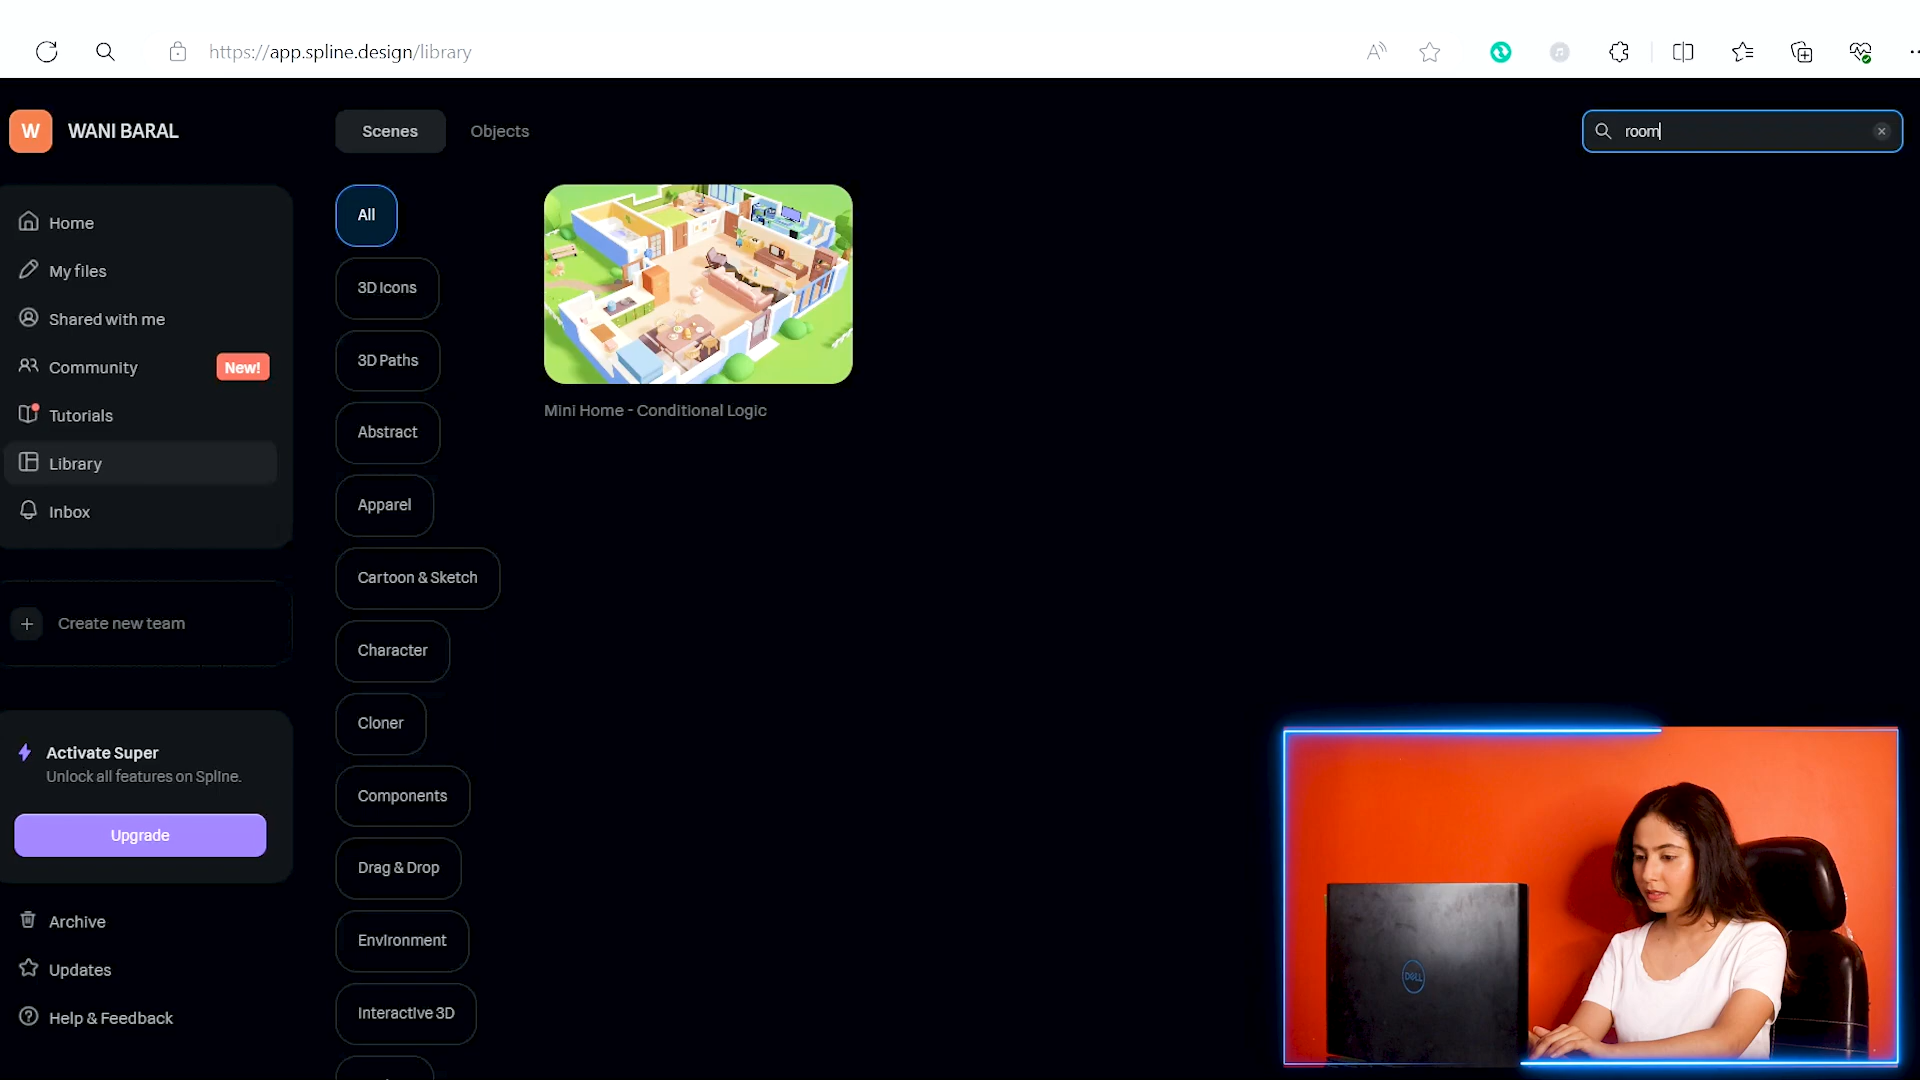 https://app.spline.design/library
W
WANI BARAL
Scenes
Objects
room
Home
My files
Shared with me
Community
New!
Tutorials
Library
Inbox
Create new team
Activate Super
Unlock all features on Spline.
Upgrade
Archive
Updates
Help & Feedback
All
3D Icons
3D Paths
Abstract
Apparel
Cartoon & Sketch
Character
Cloner
Components
Drag & Drop
Environment
Interactive 3D
Mini Home - Conditional Logic
DELL